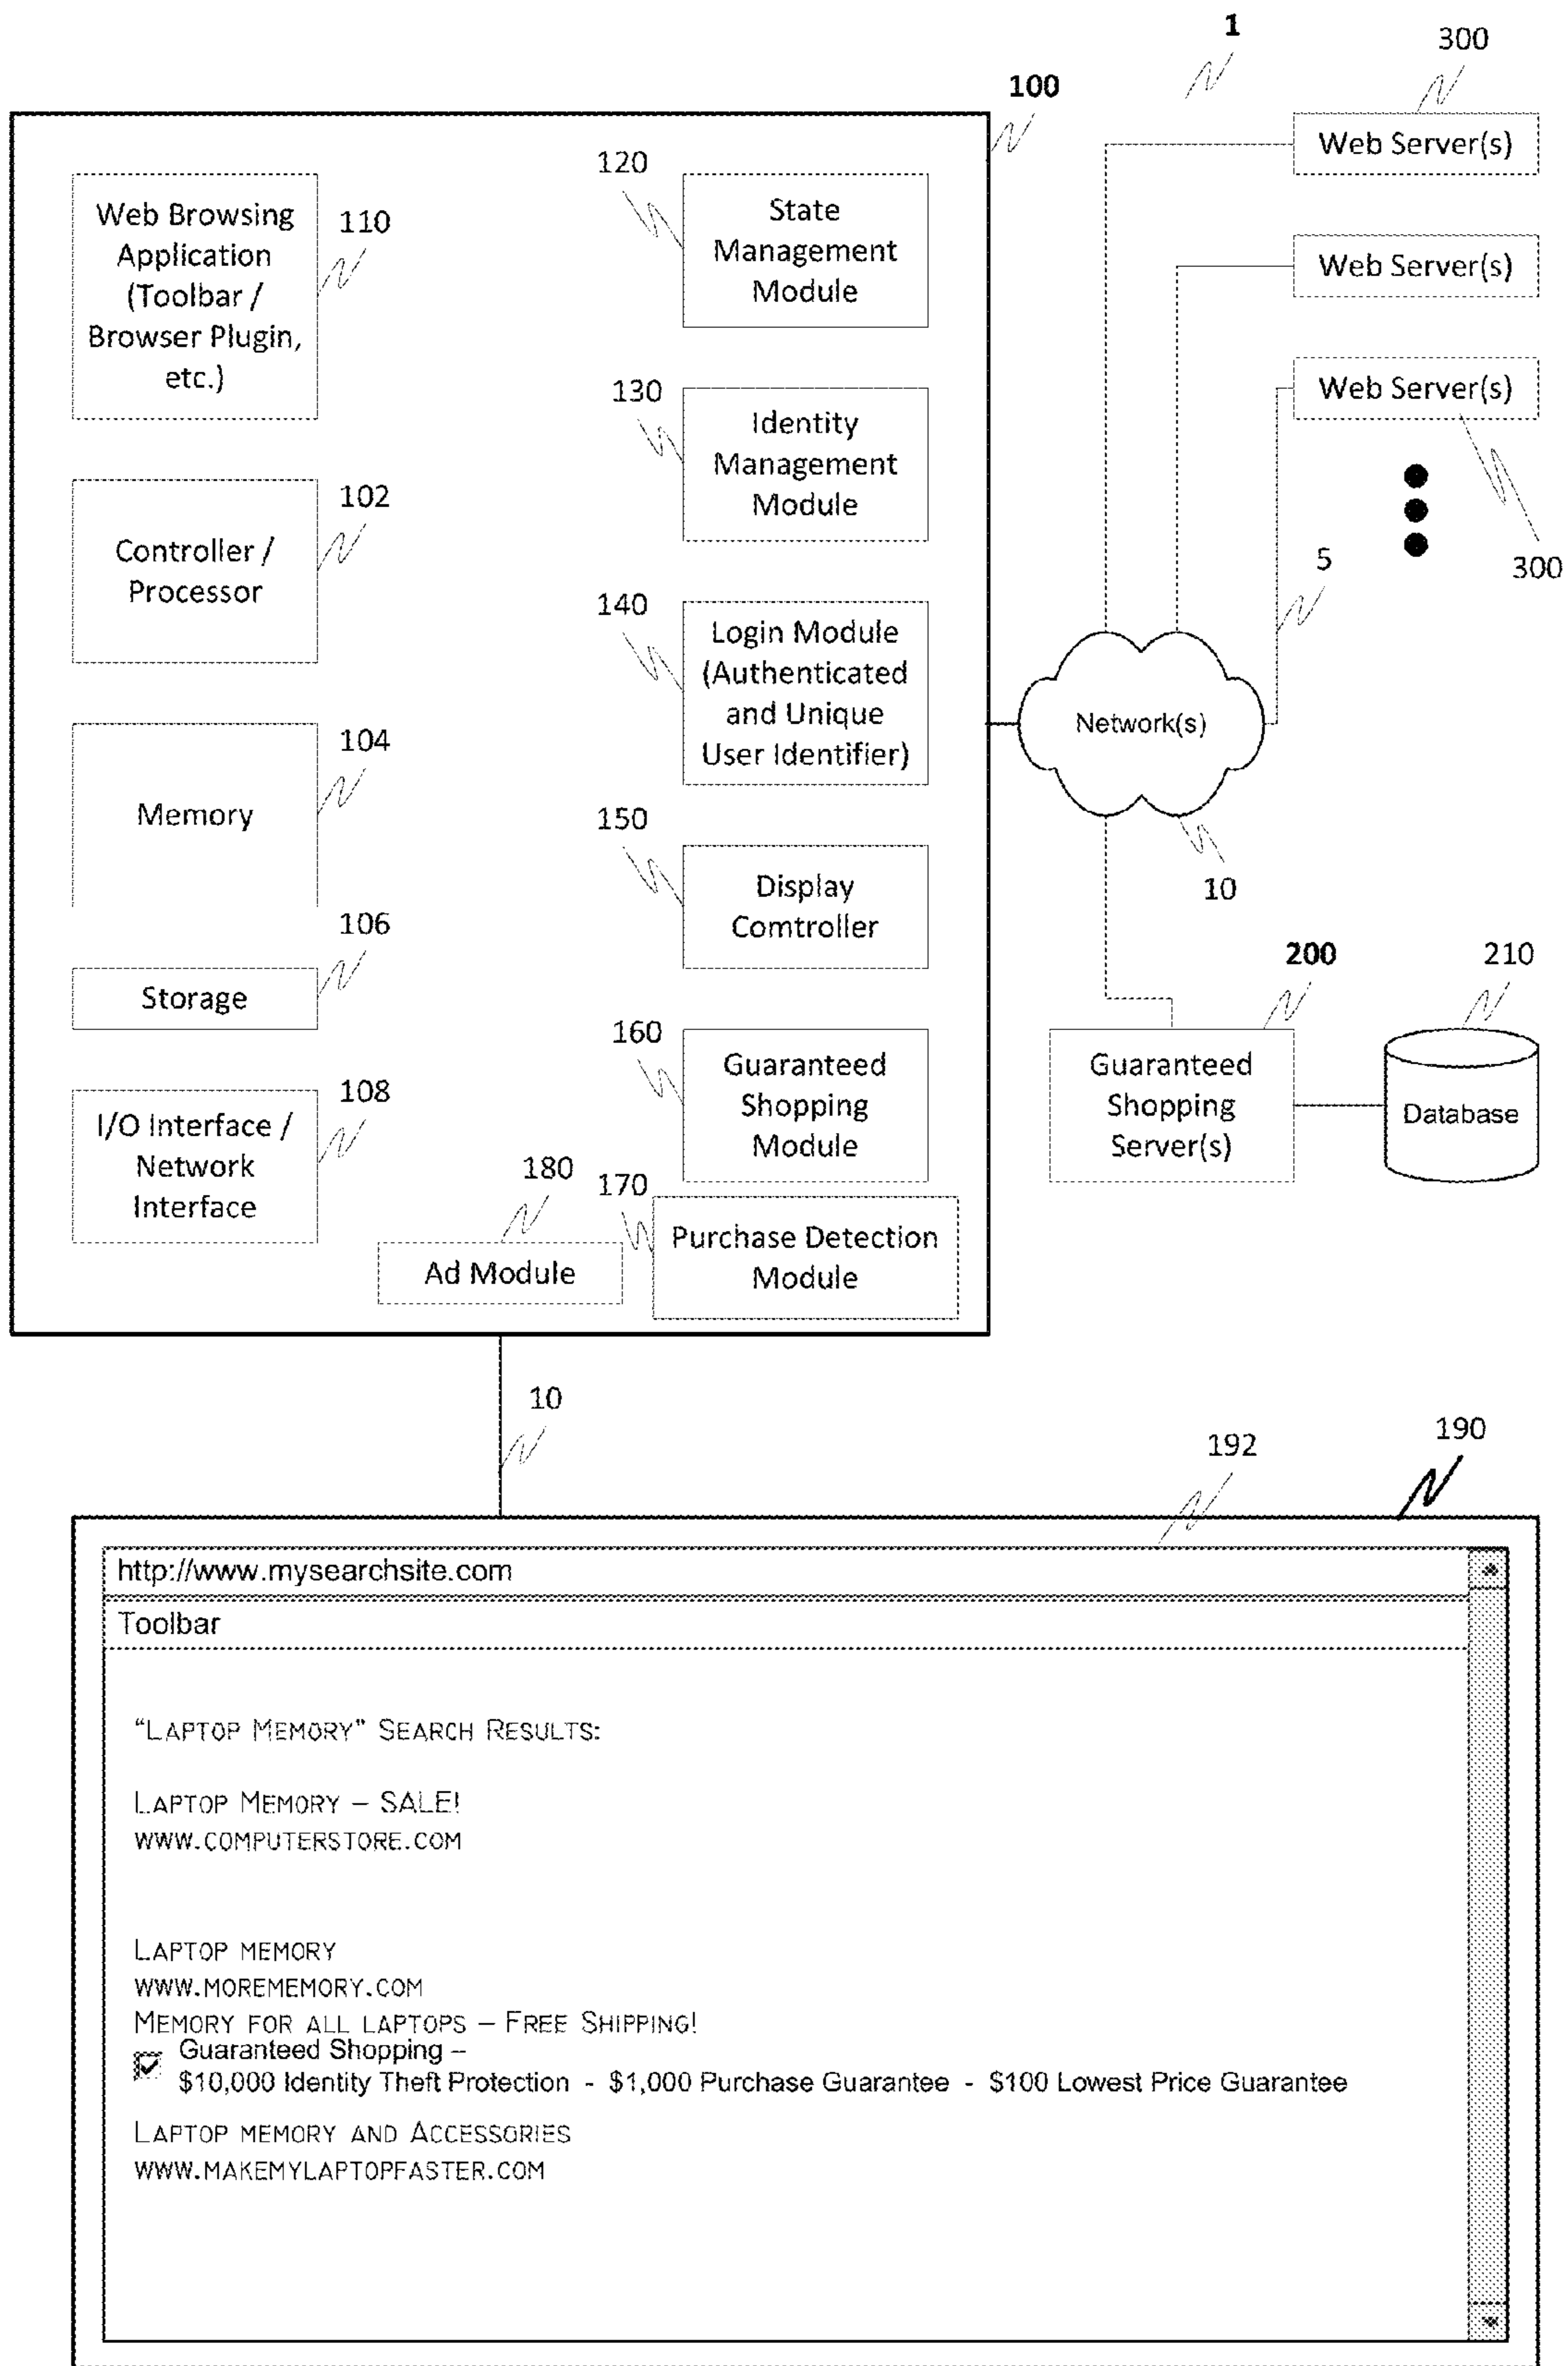 1
300
100
Web Server(s)
120
Web Browsing
Application
(Toolbar /
Browser Plugin,
etc.)
110
State
Management
Module
Web Server(s)
130
Identity
Management
Module
Web Server(s)
300
102
Controller /
Processor
5
140
Login Module
(Authenticated
and Unique
User Identifier)
Network(s)
10
104
Memory
150
Display
Comtroller
106
Storage
200
210
160
Guaranteed
Shopping
Module
Guaranteed
Shopping
Server(s)
Database
108
I/O Interface /
Network
Interface
180
170
Ad Module
Purchase Detection
Module
10
192
190
http://www.mysearchsite.com
Toolbar
“LAPTOP MEMORY” SEARCH RESULTS:
LAPTOP MEMORY – SALE!
WWW.COMPUTERSTORE.COM
LAPTOP MEMORY
WWW.MOREMEMORY.COM
MEMORY FOR ALL LAPTOPS – FREE SHIPPING!
Guaranteed Shopping –
$10,000 Identity Theft Protection - $1,000 Purchase Guarantee - $100 Lowest Price Guarantee
LAPTOP MEMORY AND ACCESSORIES
WWW.MAKEMYLAPTOPFASTER.COM